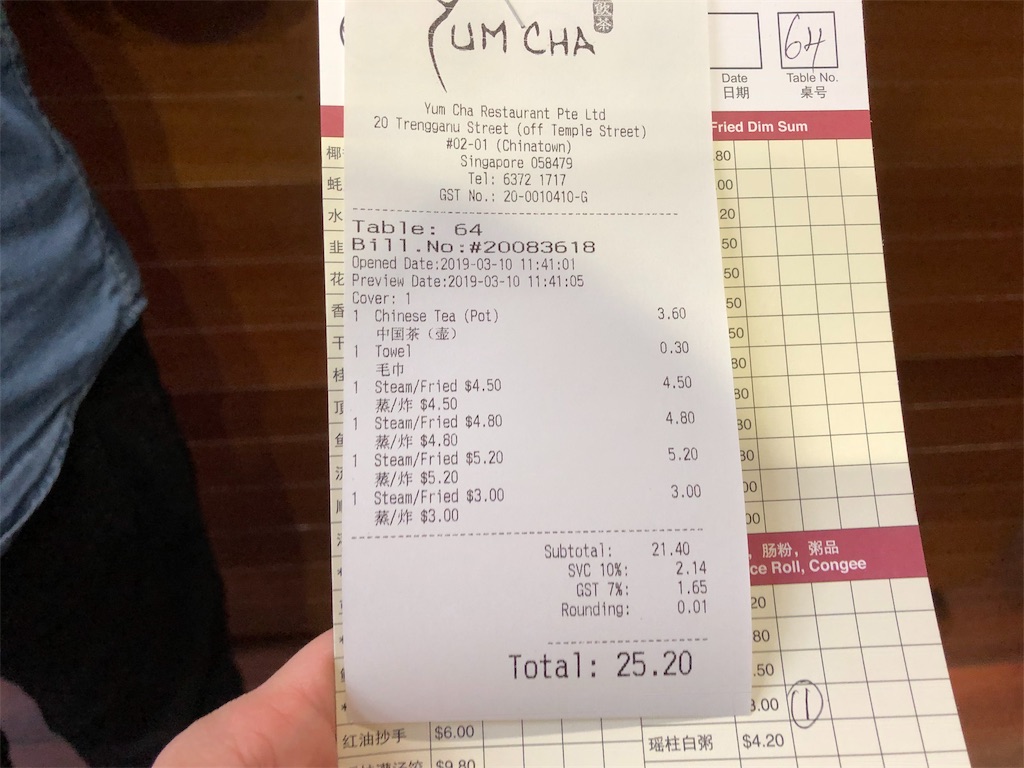 YUM CHA
飲茶
Yum Cha Restaurant Pte Ltd
20 Trengganu Street (off Temple Street)
#02-01 (Chinatown)
Singapore 058479
Tel: 6372 1717
GST No.: 20-0010410-G
Table: 64
Bill.No:#20083618
Opened Date:2019-03-10 11:41:01
Preview Date:2019-03-10 11:41:05
Cover: 1
1 Chinese Tea (Pot) 3.60
中国茶（壶）
1 Towel 0.30
毛巾
1 Steam/Fried $4.50 4.50
蒸/炸 $4.50
1 Steam/Fried $4.80 4.80
蒸/炸 $4.80
1 Steam/Fried $5.20 5.20
蒸/炸 $5.20
1 Steam/Fried $3.00 3.00
蒸/炸 $3.00
Subtotal: 21.40
SVC 10%: 2.14
GST 7%: 1.65
Rounding: 0.01
Total: 25.20
64
Date
日期
Table No.
桌号
Fried Dim Sum
肠粉，粥品
Roll, Congee
1
红油抄手 $6.00
瑶柱白粥 $4.20
$9.80